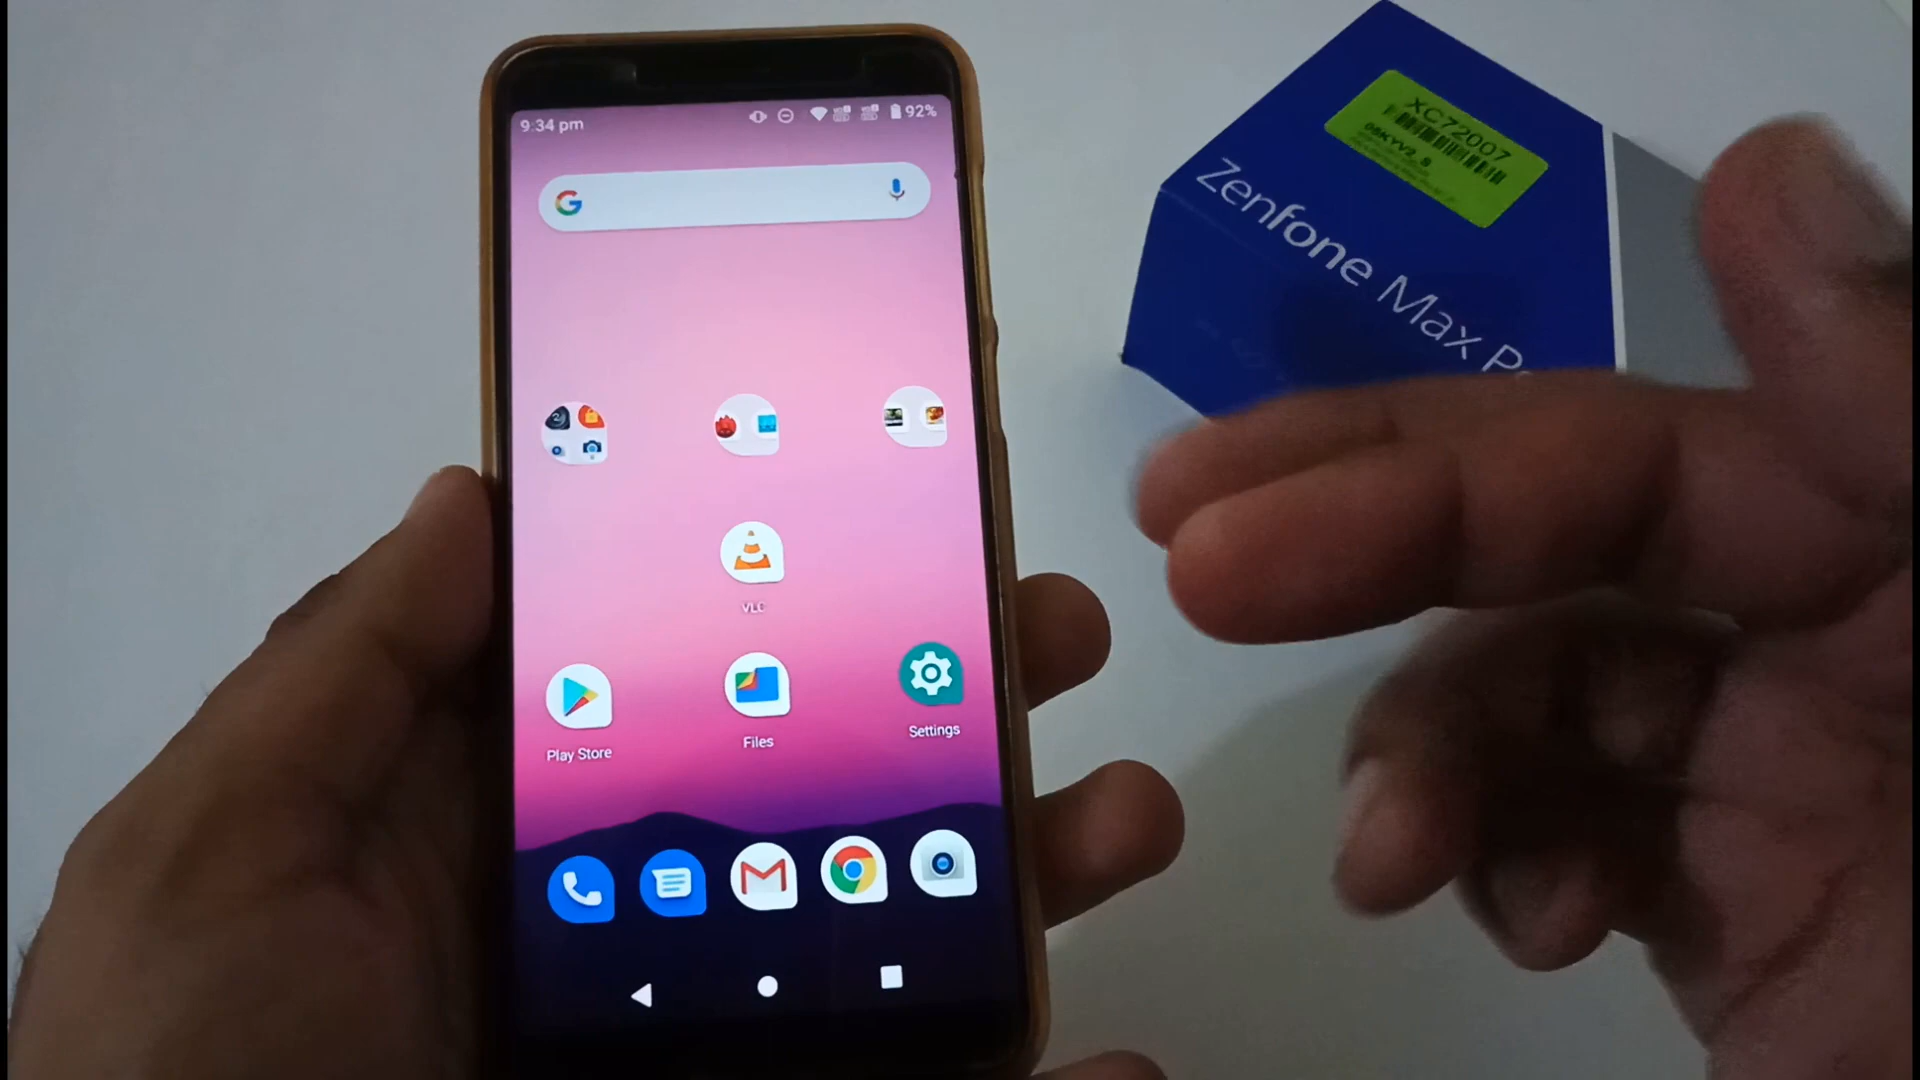 9:34 pm
92%
VLC
Play Store
Files
Settings
XC72007
Zenfone Max